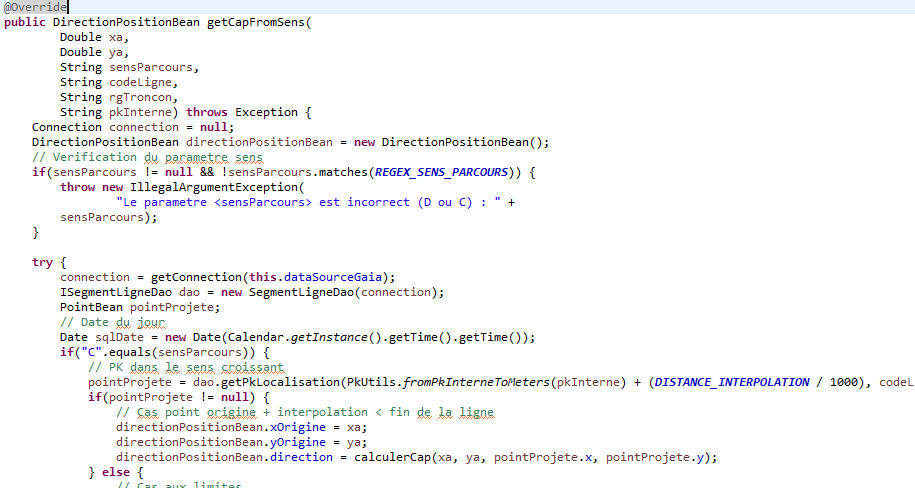 @Override
public DirectionPositionBean getCapFromSens(
Double xa,
Double ya,
String sensParcours,
String codeLigne,
String rgTroncon,
String pkInterne) throws Exception {
Connection connection = null;
DirectionPositionBean directionPositionBean = new DirectionPositionBean();
// Verification du parametre sens
if(sensParcours != null && !sensParcours.matches(REGEX_SENS_PARCOURS)) {
throw new IllegalArgumentException(
"Le parametre <sensParcours> est incorrect (D ou C) : " +
sensParcours);
}
try {
connection = getConnection(this.dataSourceGaia);
ISegmentLigneDao dao = new SegmentLigneDao(connection);
PointBean pointProjete;
// Date du jour
Date sqlDate = new Date(Calendar.getInstance().getTime().getTime());
if("C".equals(sensParcours)) {
// PK dans le sens croissant
pointProjete = dao.getPkLocalisation(PkUtils.fromPkInterneToMeters(pkInterne) + (DISTANCE_INTERPOLATION / 1000), codeL
if(pointProjete != null) {
// Cas point origine + interpolation < fin de la ligne
directionPositionBean.xOrigine = xa;
directionPositionBean.yOrigine = ya;
directionPositionBean.direction = calculerCap(xa, ya, pointProjete.x, pointProjete.y);
} else {
// Cas aux limites